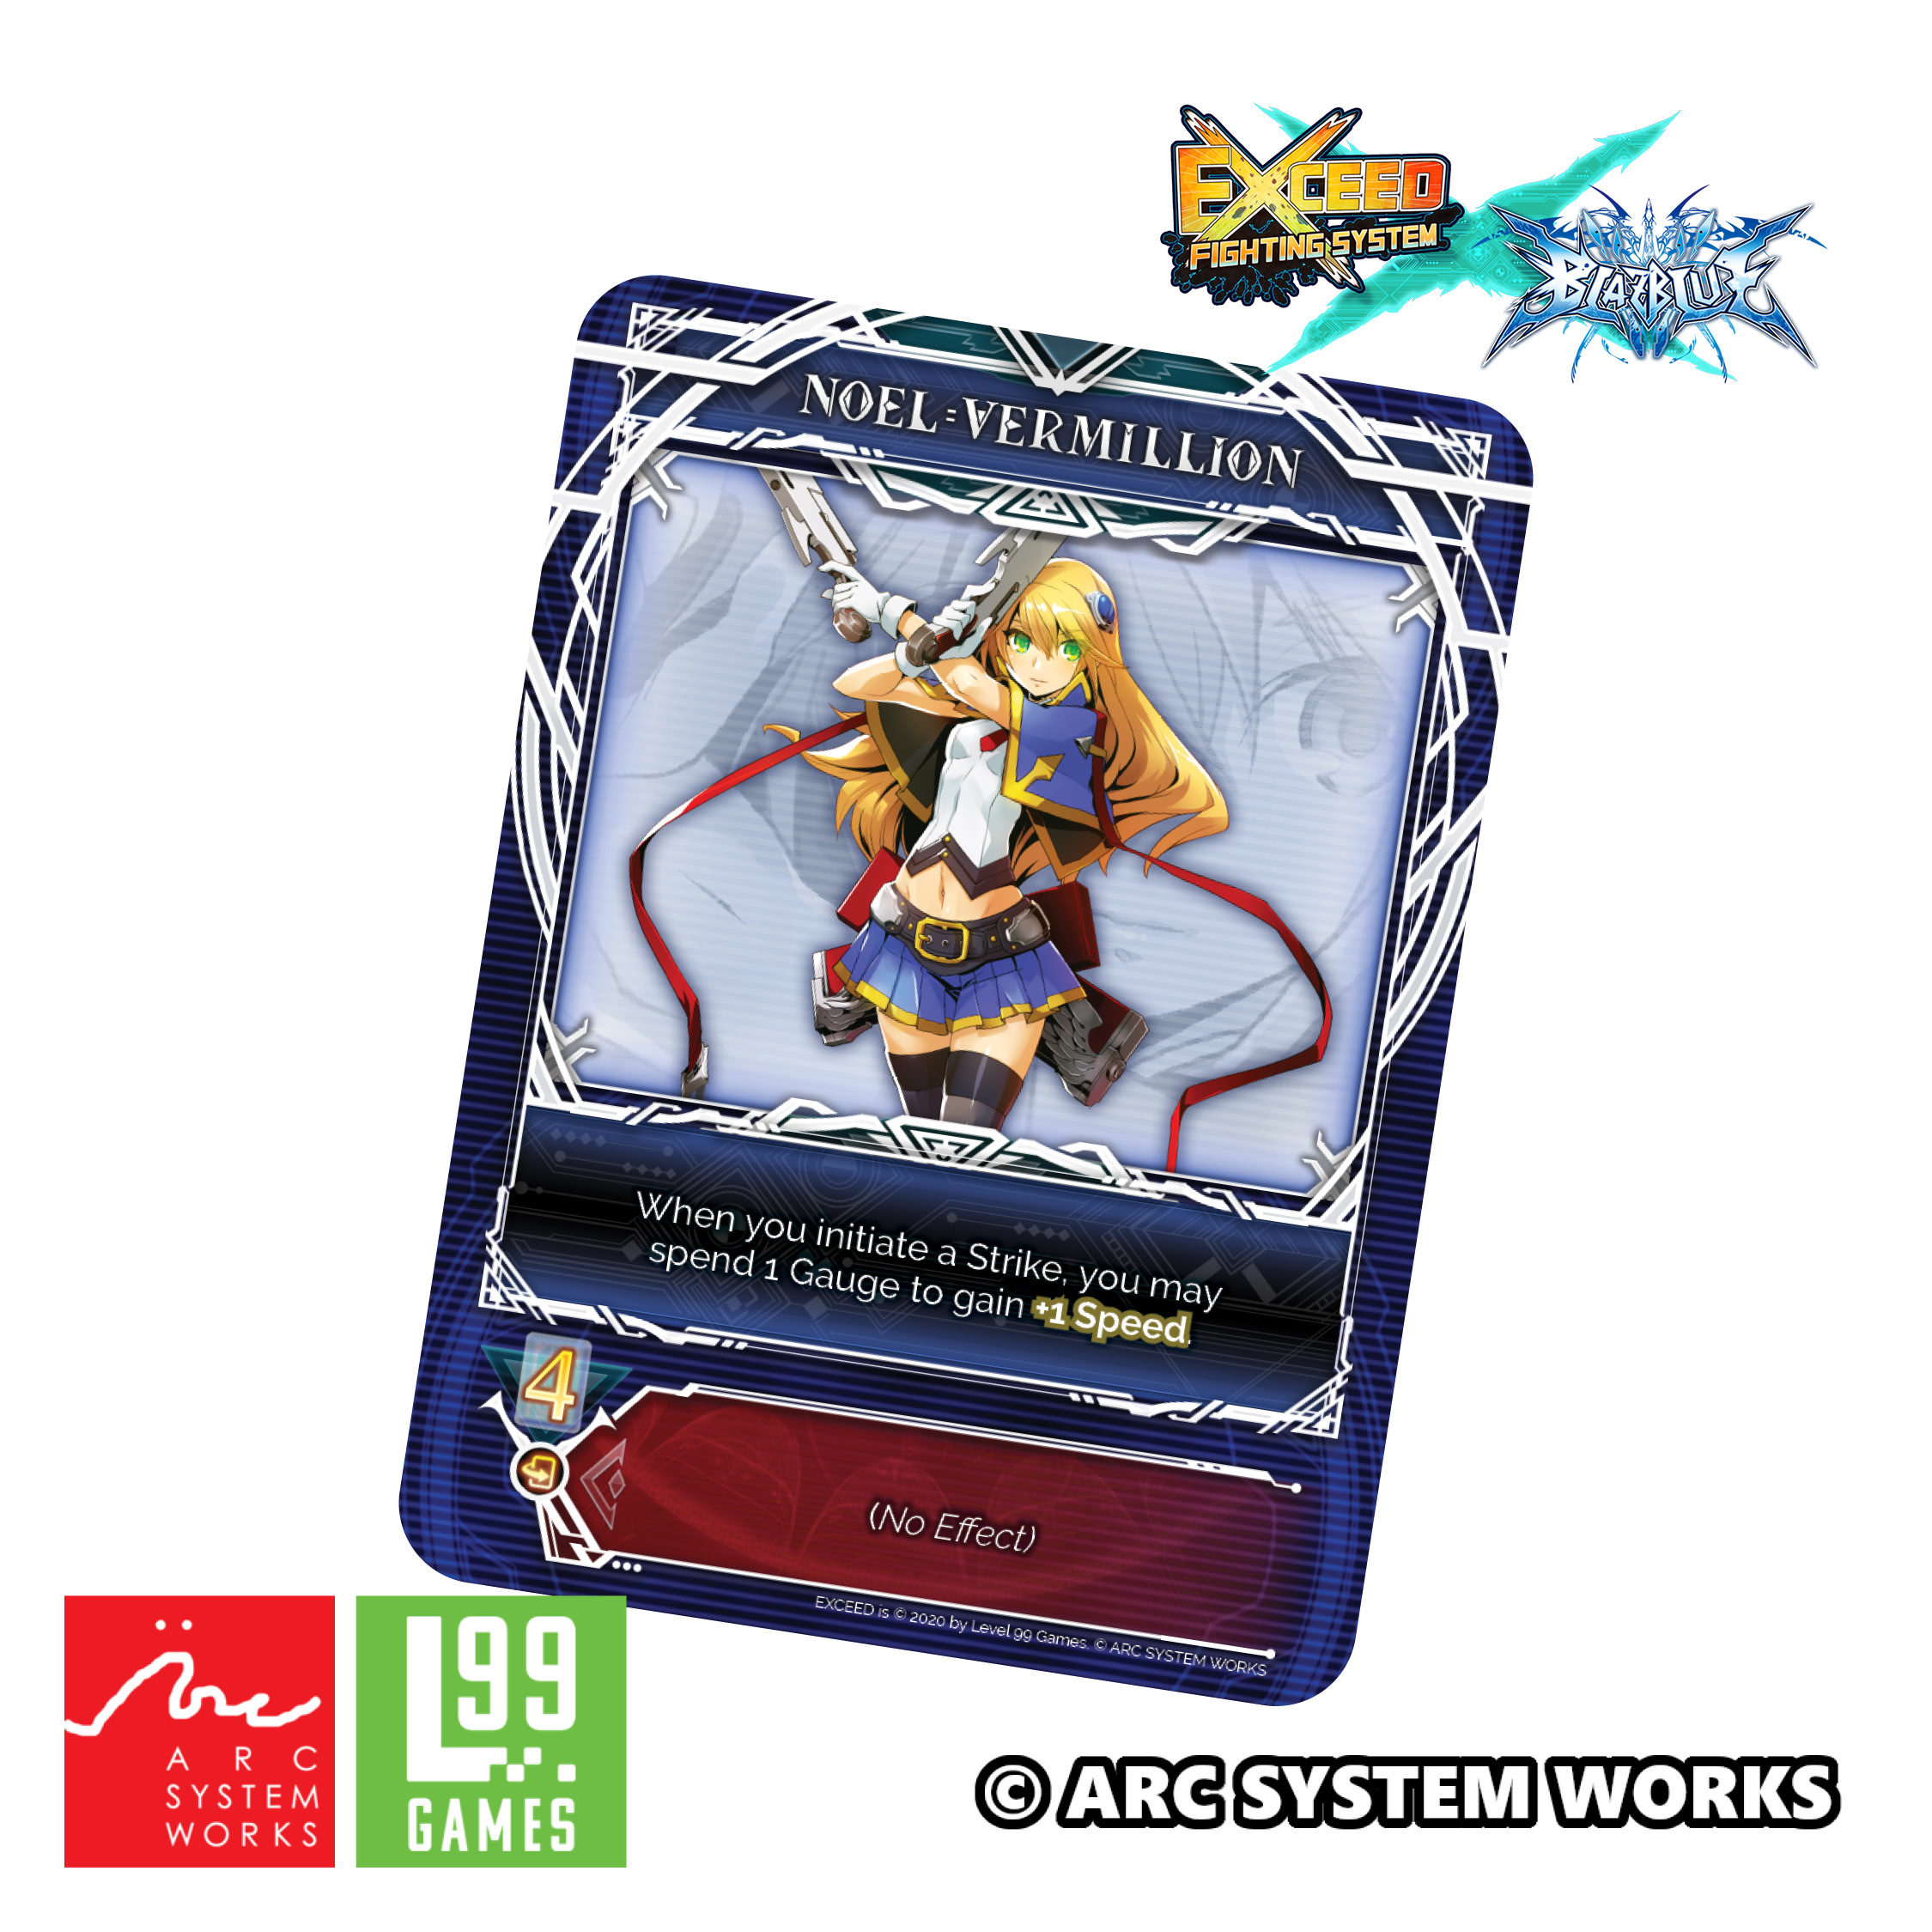 EXCEED
FIGHTING SYSTEM
BLAZBLUE
NOEL=VERMILLION
When you initiate a Strike, you may
spend 1 Gauge to gain +1 Speed.
4
(No Effect)
EXCEED is © 2020 by Level 99 Games. © ARC SYSTEM WORKS
Arc
ARC
SYSTEM
WORKS
L99
GAMES
© ARC SYSTEM WORKS